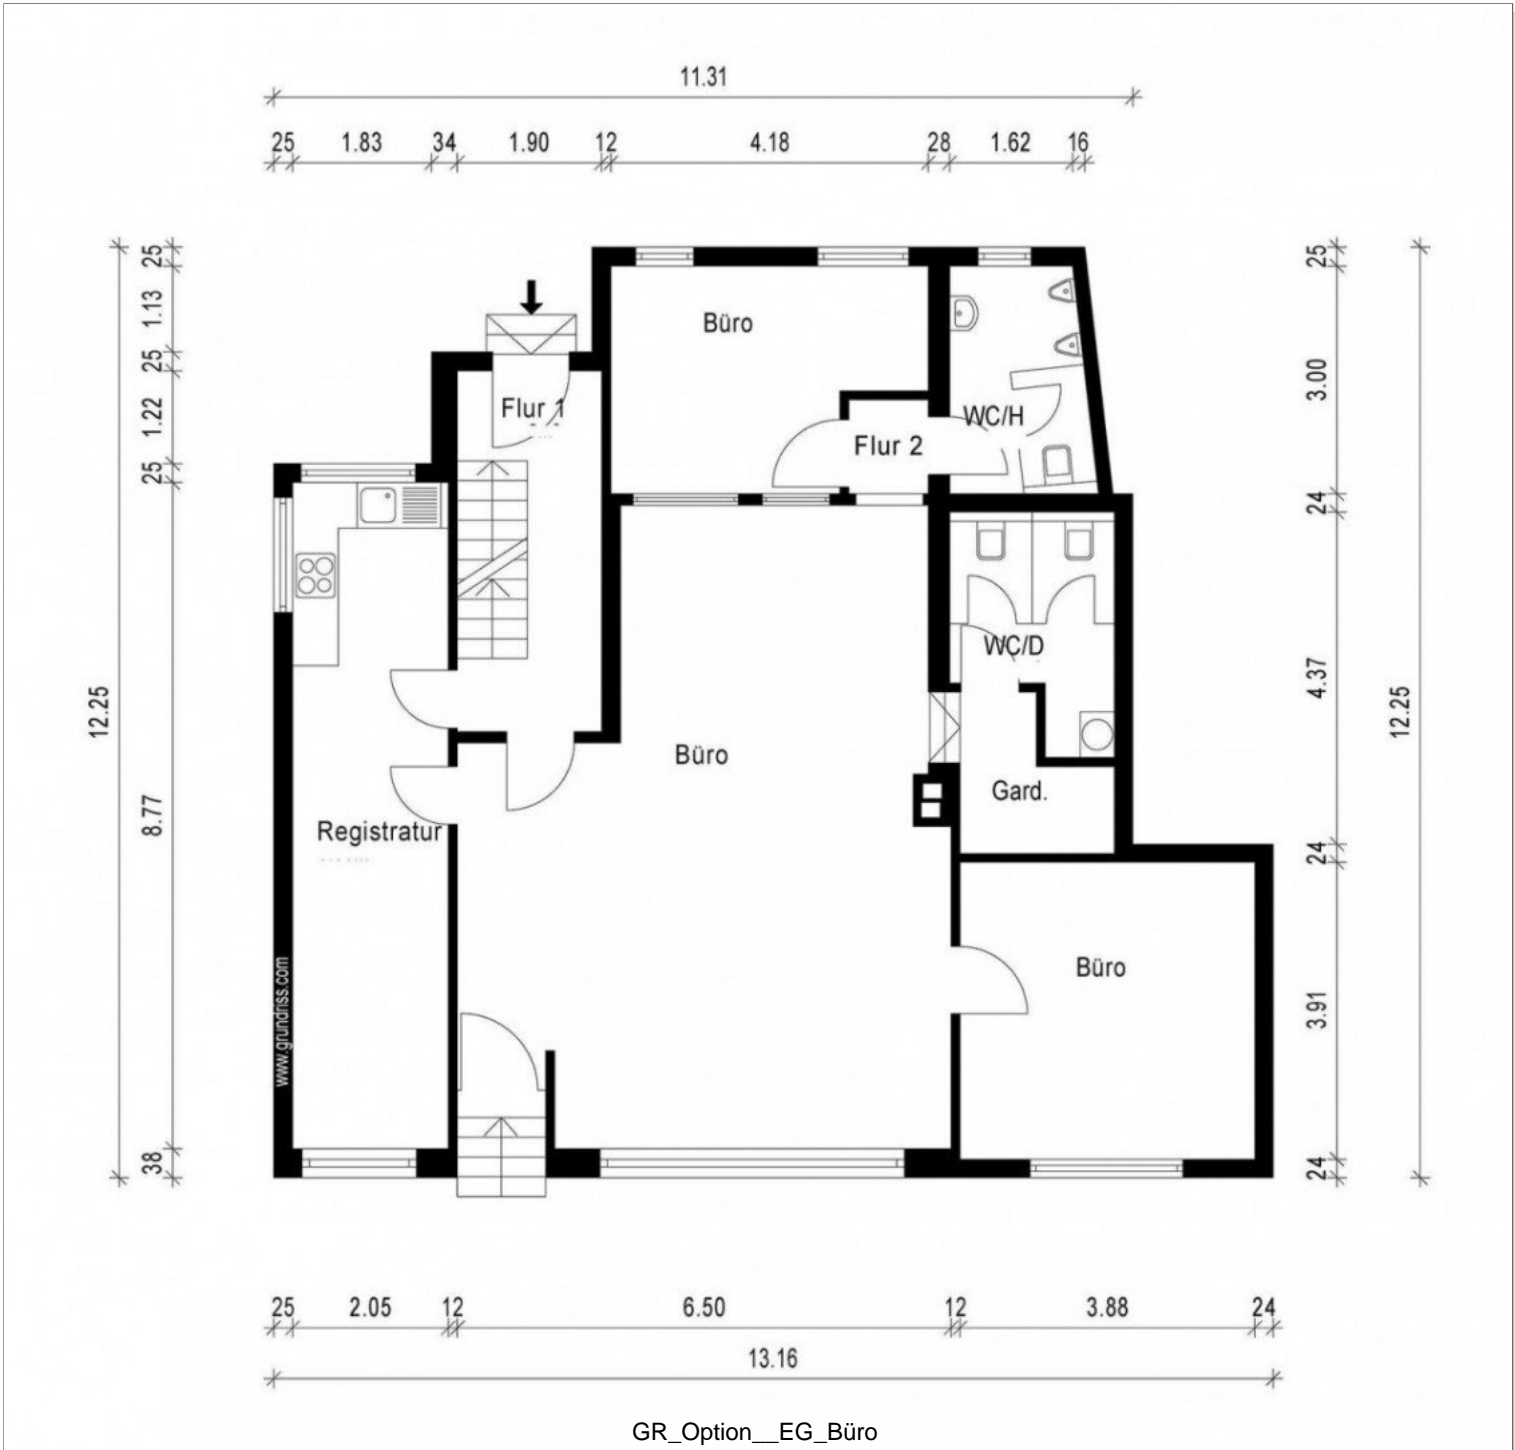 11.31
25 1.83 34 1.90 12 4.18 28 1.62 16
25
1.13
25
1.22
25
8.77
38
12.25
25
3.00
24
4.37
24
3.91
24
12.25
Büro
Flur 1
WC/H
Flur 2
WC/D
Büro
Gard.
Registratur
Büro
www.grundriss.com
25 2.05 12 6.50 12 3.88 24
13.16
GR_Option__EG_Büro